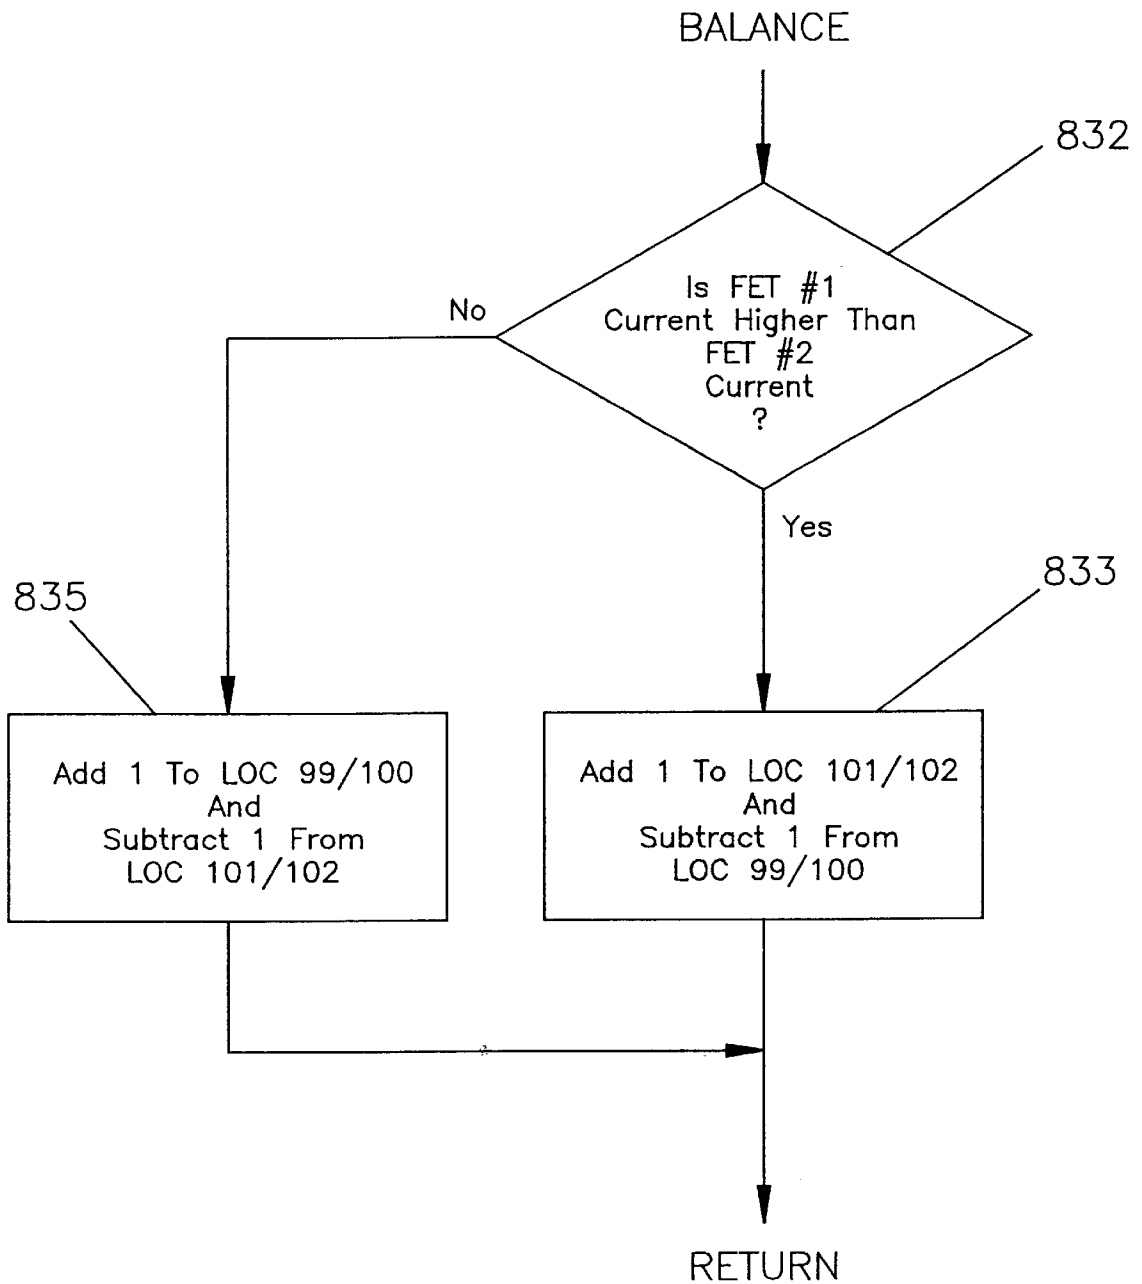 BALANCE
832
Is FET #1
Current Higher Than
FET #2
Current
?
No
Yes
835
833
Add 1 To LOC 99/100
And
Subtract 1 From
LOC 101/102
Add 1 To LOC 101/102
And
Subtract 1 From
LOC 99/100
RETURN